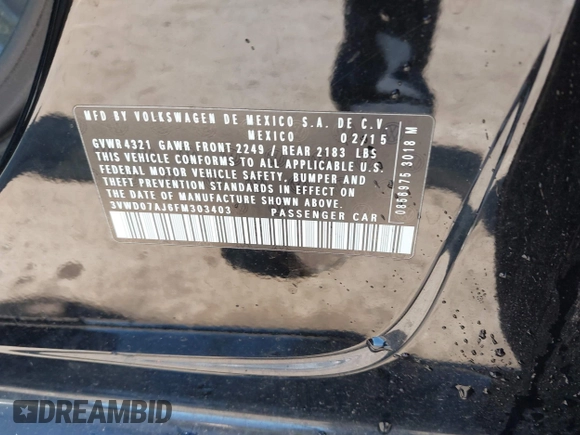 MFD BY VOLKSWAGEN DE MEXICO S.A. DE C.V.
MEXICO 02/15
GVWR4321 GAWR FRONT 2249 / REAR 2183 LBS
THIS VEHICLE CONFORMS TO ALL APPLICABLE U.S.
FEDERAL MOTOR VEHICLE SAFETY, BUMPER AND
THEFT PREVENTION STANDARDS IN EFFECT ON
THE DATE OF MANUFACTURE SHOWN ABOVE.
3VWD07AJ6FM303403 PASSENGER CAR
0868975 3018 M
DREAMBID